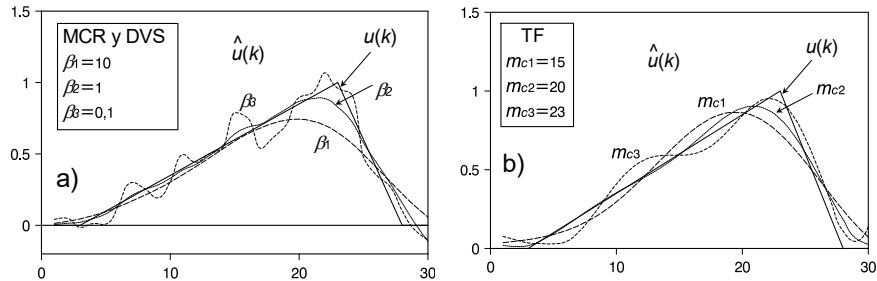 1.5
1
0.5
0
0
10
20
30
MCR y DVS
β1=10
β2=1
β3=0,1
û(k)
u(k)
β3
β2
β1
a)
1.5
1
0.5
0
0
10
20
30
TF
mc1=15
mc2=20
mc3=23
û(k)
u(k)
mc1
mc2
mc3
b)